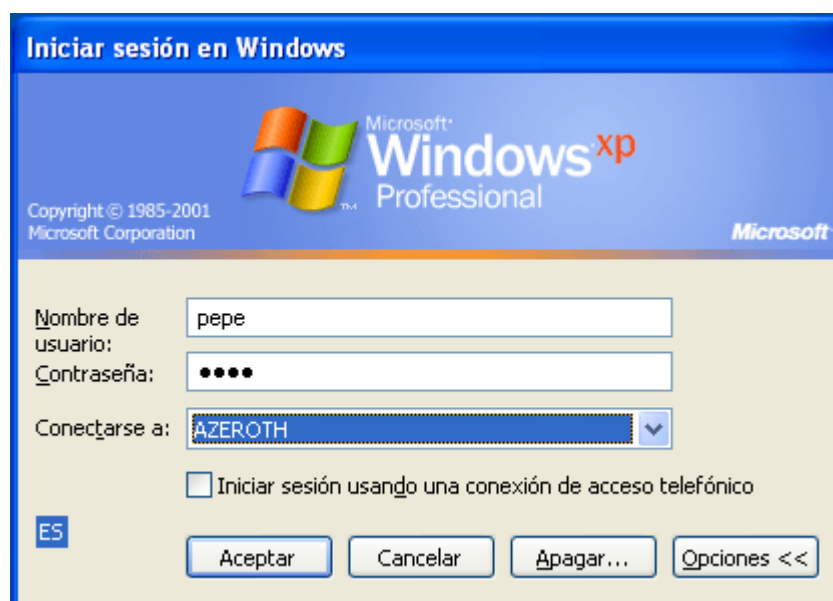 Iniciar sesión en Windows
Microsoft·
Windows xp
Professional
TM
Copyright © 1985-2001
Microsoft Corporation
Microsoft
Nombre de
usuario:
pepe
Contraseña:
••••
Conectarse a:
AZEROTH
Iniciar sesión usando una conexión de acceso telefónico
ES
Aceptar
Cancelar
Apagar...
Opciones <<